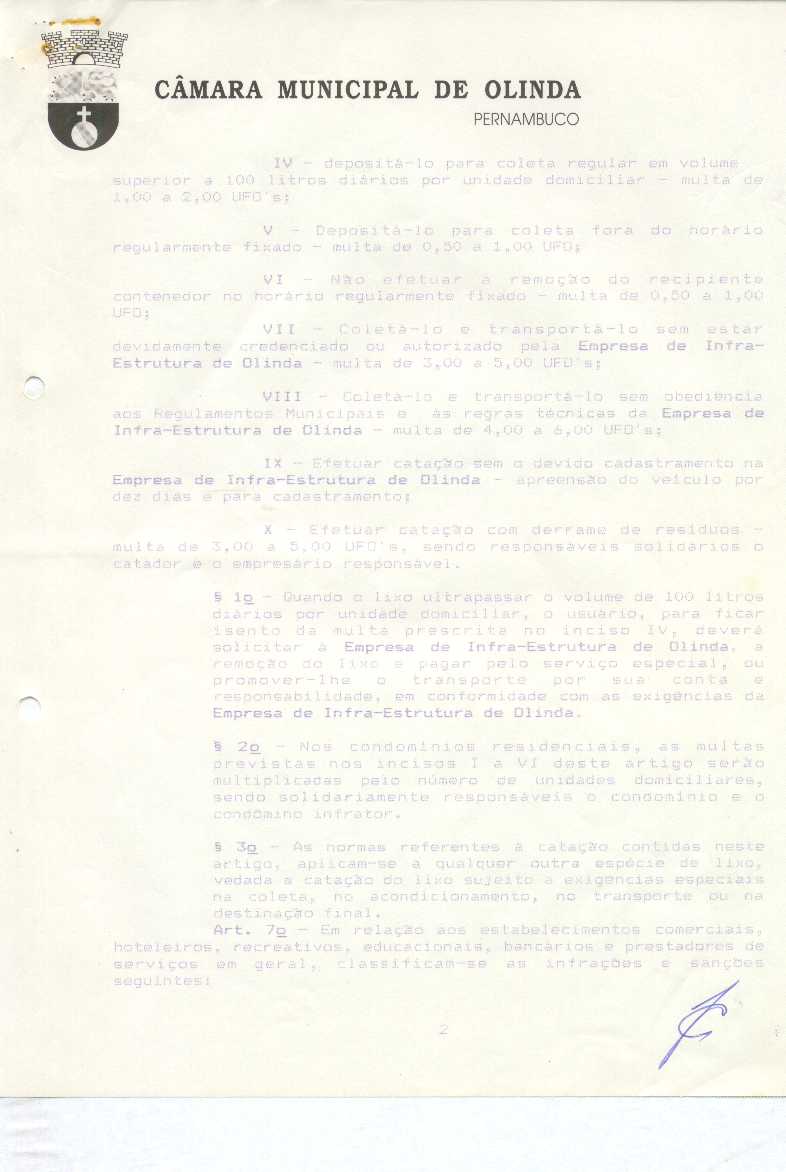 CÂMARA MUNICIPAL DE OLINDA
PERNAMBUCO
IV - depositá-lo para coleta regular em volume
superior a 100 litros diários por unidade domiciliar - multa de
1,00 a 2,00 UFO's;
V - Depositá-lo para coleta fora do horário
regularmente fixado - multa de 0,50 a 1,00 UFO;
VI - Não efetuar a remoção do recipiente
contenedor no horário regularmente fixado - multa de 0,50 a 1,00
UFO;
VII - Coletá-lo e transportá-lo sem estar
devidamente credenciado ou autorizado pela Empresa de Infra-
Estrutura de Olinda - multa de 3,00 a 5,00 UFO's;
VIII - Coletá-lo e transportá-lo sem obediência
aos Regulamentos Municipais e às regras técnicas da Empresa de
Infra-Estrutura de Olinda - multa de 4,00 a 6,00 UFO's;
IX - Efetuar catação sem o devido cadastramento na
Empresa de Infra-Estrutura de Olinda - apreensão do veículo por
dez dias e para cadastramento;
X - Efetuar catação com derrame de resíduos -
multa de 3,00 a 5,00 UFO's, sendo responsáveis solidários o
catador e o empresário responsável.
§ 1o - Quando o lixo ultrapassar o volume de 100 litros
diários por unidade domiciliar, o usuário, para ficar
isento da multa prescrita no inciso IV, deverá
solicitar à Empresa de Infra-Estrutura de Olinda, a
remoção do lixo e pagar pelo serviço especial, ou
promover-lhe o transporte por sua conta e
responsabilidade, em conformidade com as exigências da
Empresa de Infra-Estrutura de Olinda.
§ 2o - Nos condomínios residenciais, as multas
previstas nos incisos I a VI deste artigo serão
multiplicadas pelo número de unidades domiciliares,
sendo solidariamente responsáveis o condomínio e o
condômino infrator.
§ 3o - As normas referentes à catação contidas neste
artigo, aplicam-se a qualquer outra espécie de lixo,
vedada a catação do lixo sujeito a exigências especiais
na coleta, no acondicionamento, no transporte ou na
destinação final.
Art. 7o - Em relação aos estabelecimentos comerciais,
hoteleiros, recreativos, educacionais, bancários e prestadores de
serviços em geral, classificam-se as infrações e sanções
seguintes:
2